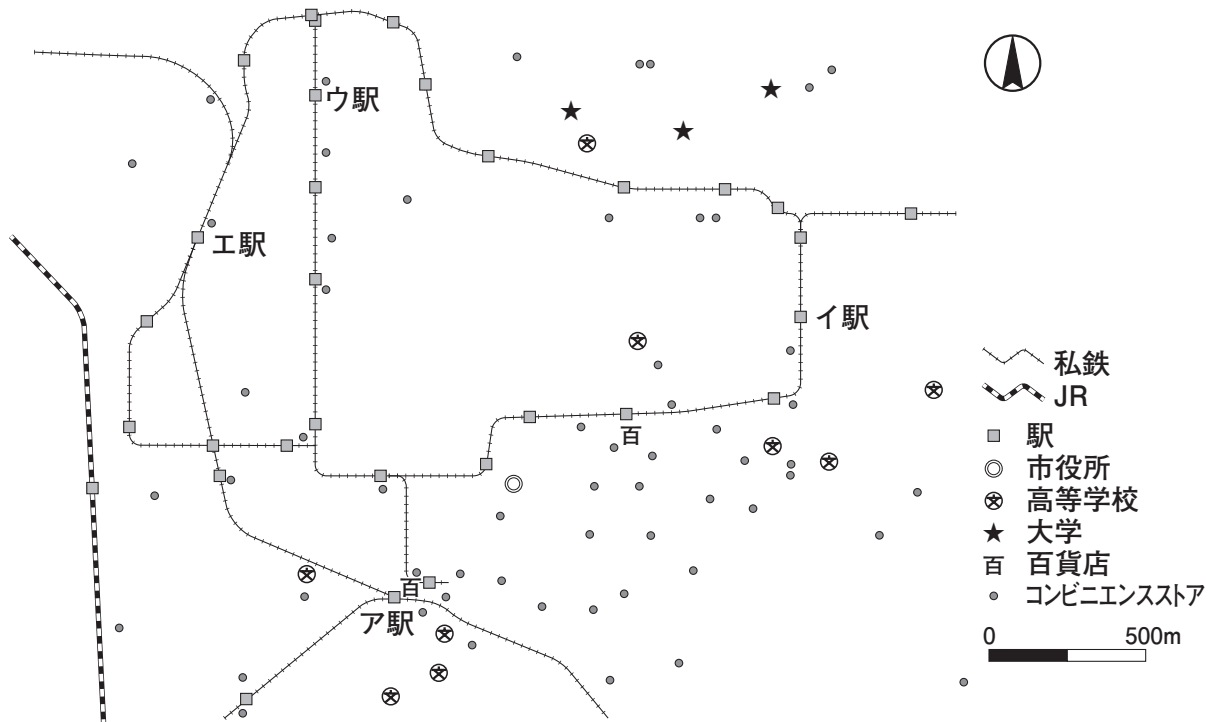 ウ駅
エ駅
イ駅
百
百
ア駅
私鉄
JR
駅
市役所
高等学校
大学
百 百貨店
コンビニエンスストア
0 500m